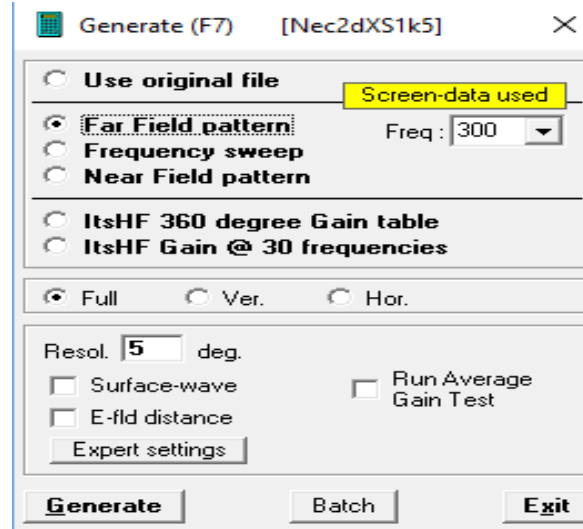 Generate (F7) [Nec2dXS1k5]
Use original file
Screen-data used
Far Field pattern Freq : 300
Frequency sweep
Near Field pattern
ItsHF 360 degree Gain table
ItsHF Gain @ 30 frequencies
Full Ver. Hor.
Resol. 5 deg.
Surface-wave Run Average
Gain Test
E-fld distance
Expert settings
Generate Batch Exit